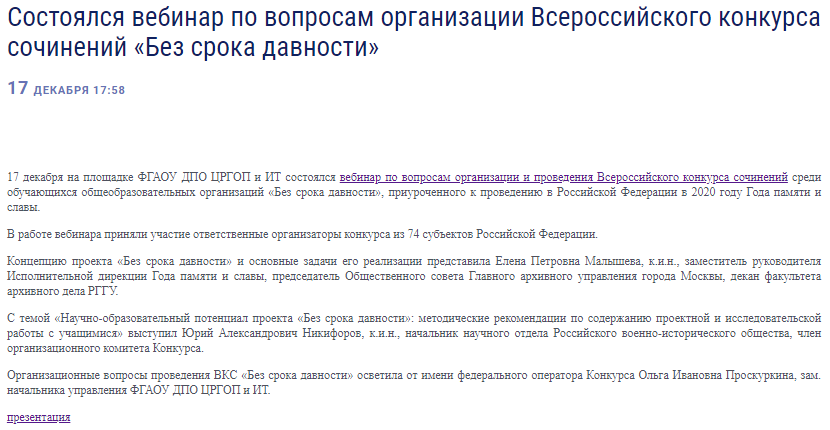 Состоялся вебинар по вопросам организации Всероссийского конкурса
сочинений «Без срока давности»
17 ДЕКАБРЯ 17:58
17 декабря на площадке ФГАОУ ДПО ЦРГОП и ИТ состоялся вебинар по вопросам организации и проведения Всероссийского конкурса сочинений среди
обучающихся общеобразовательных организаций «Без срока давности», приуроченного к проведению в Российской Федерации в 2020 году Года памяти и
славы.
В работе вебинара приняли участие ответственные организаторы конкурса из 74 субъектов Российской Федерации.
Концепцию проекта «Без срока давности» и основные задачи его реализации представила Елена Петровна Малышева, к.и.н., заместитель руководителя
Исполнительной дирекции Года памяти и славы, председатель Общественного совета Главного архивного управления города Москвы, декан факультета
архивного дела РГГУ.
С темой «Научно-образовательный потенциал проекта «Без срока давности»: методические рекомендации по содержанию проектной и исследовательской
работы с учащимися» выступил Юрий Александрович Никифоров, к.и.н., начальник научного отдела Российского военно-исторического общества, член
организационного комитета Конкурса.
Организационные вопросы проведения ВКС «Без срока давности» осветила от имени федерального оператора Конкурса Ольга Ивановна Проскуркина, зам.
начальника управления ФГАОУ ДПО ЦРГОП и ИТ.
презентация